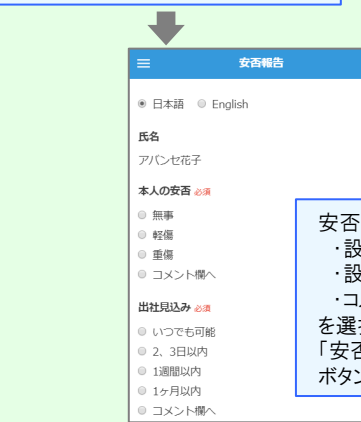 安否報告
日本語 English
氏名
アバンセ花子
本人の安否 必須
無事
軽傷
重傷
コメント欄へ
出社見込み 必須
いつでも可能
2、3日以内
1週間以内
1ヶ月以内
コメント欄へ
安否
・設
・設
・コ
を選
「安否
ボタン